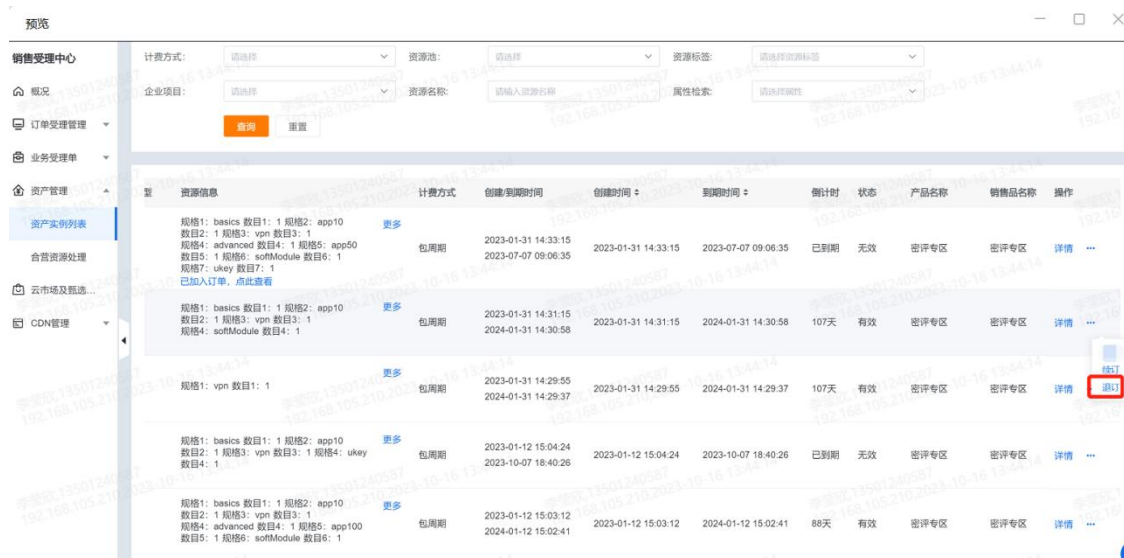 预览
销售受理中心
概况
订单受理管理
业务受理单
资产管理
资产实例列表
合营资源处理
云市场及甄选...
CDN管理
计费方式: 请选择 资源池: 请选择 资源标签: 请选择资源标签
企业项目: 请选择 资源名称: 请输入资源名称 属性检索: 请选择属性
查询 重置
型 资源信息 计费方式 创建/到期时间 创建时间 到期时间 倒计时 状态 产品名称 销售品名称 操作
规格1: basics 数目1: 1 规格2: app10 更多
数目2: 1 规格3: vpn 数目3: 1
规格4: advanced 数目4: 1 规格5: app50
数目5: 1 规格6: softModule 数目6: 1
规格7: ukey 数目7: 1
已加入订单, 点此查看
包周期 2023-01-31 14:33:15 2023-07-07 09:06:35 2023-01-31 14:33:15 2023-07-07 09:06:35 已到期 无效 密评专区 密评专区 详情 ...
规格1: basics 数目1: 1 规格2: app10 更多
数目2: 1 规格3: vpn 数目3: 1
规格4: softModule 数目4: 1
包周期 2023-01-31 14:31:15 2024-01-31 14:30:58 2023-01-31 14:31:15 2024-01-31 14:30:58 107天 有效 密评专区 密评专区 详情 ...
续订
退订
规格1: vpn 数目1: 1 更多
包周期 2023-01-31 14:29:55 2024-01-31 14:29:37 2023-01-31 14:29:55 2024-01-31 14:29:37 107天 有效 密评专区 密评专区 详情
规格1: basics 数目1: 1 规格2: app10 更多
数目2: 1 规格3: vpn 数目3: 1 规格4: ukey
数目4: 1
包周期 2023-01-12 15:04:24 2023-10-07 18:40:26 2023-01-12 15:04:24 2023-10-07 18:40:26 已到期 无效 密评专区 密评专区 详情 ...
规格1: basics 数目1: 1 规格2: app10 更多
数目2: 1 规格3: vpn 数目3: 1
规格4: advanced 数目4: 1 规格5: app100
数目5: 1 规格6: softModule 数目6: 1
包周期 2023-01-12 15:03:12 2024-01-12 15:02:41 2023-01-12 15:03:12 2024-01-12 15:02:41 88天 有效 密评专区 密评专区 详情 ...